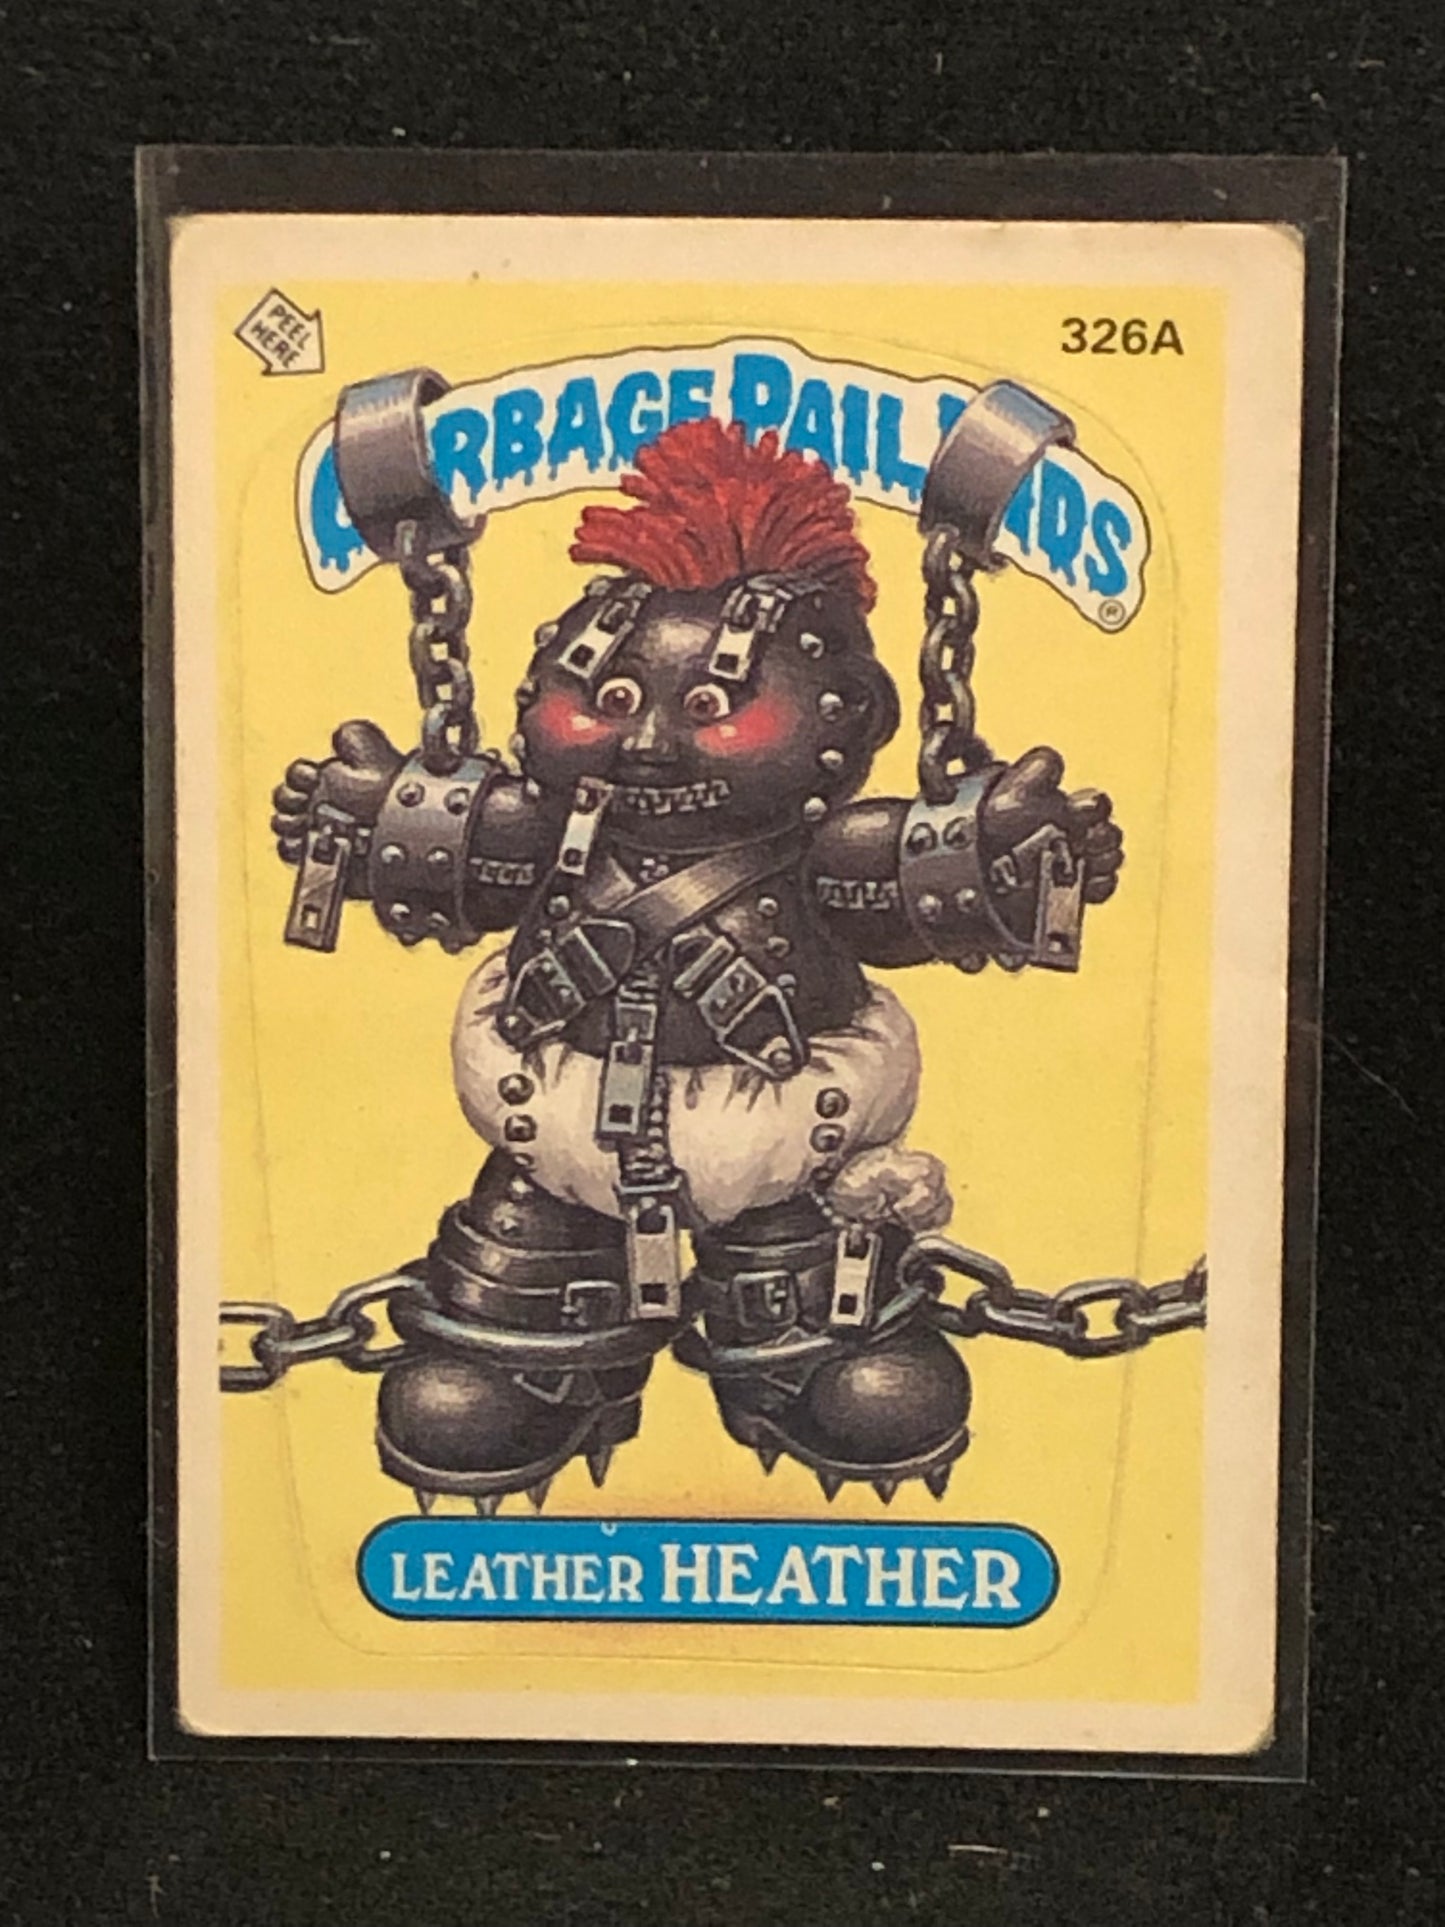 PEEL
HERE
326A
GARBAGE PAIL KIDS
®
LEATHER HEATHER